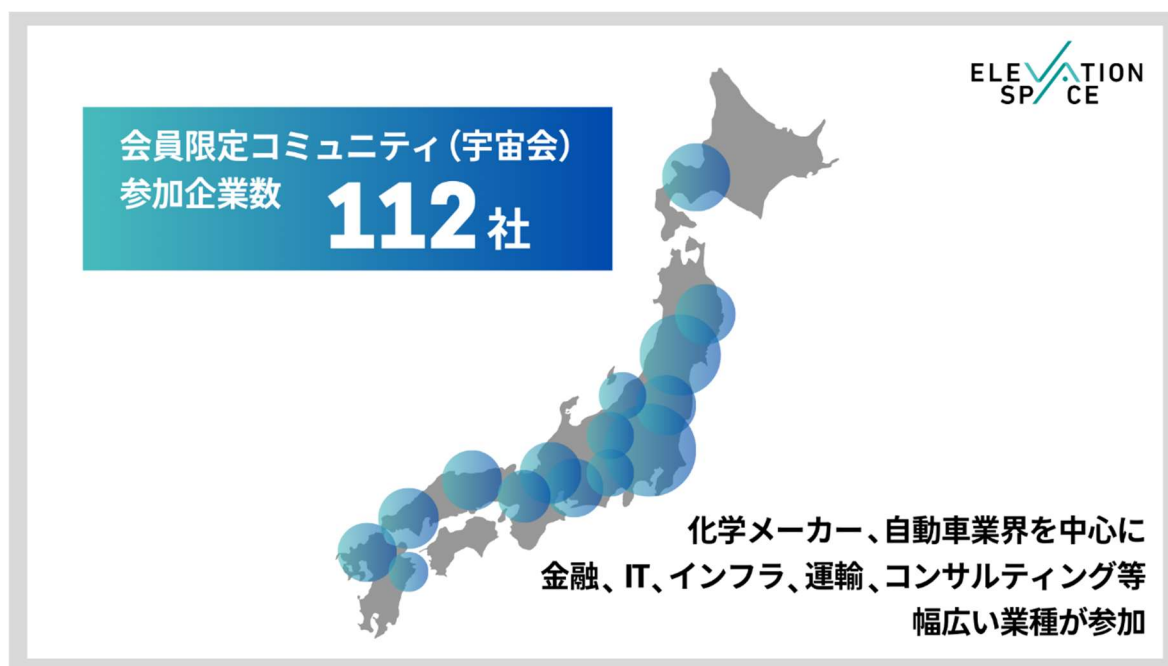 ELEVATION
SPACE
会員限定コミュニティ（宇宙会）
参加企業数 112社
化学メーカー、自動車業界を中心に
金融、IT、インフラ、運輸、コンサルティング等
幅広い業種が参加